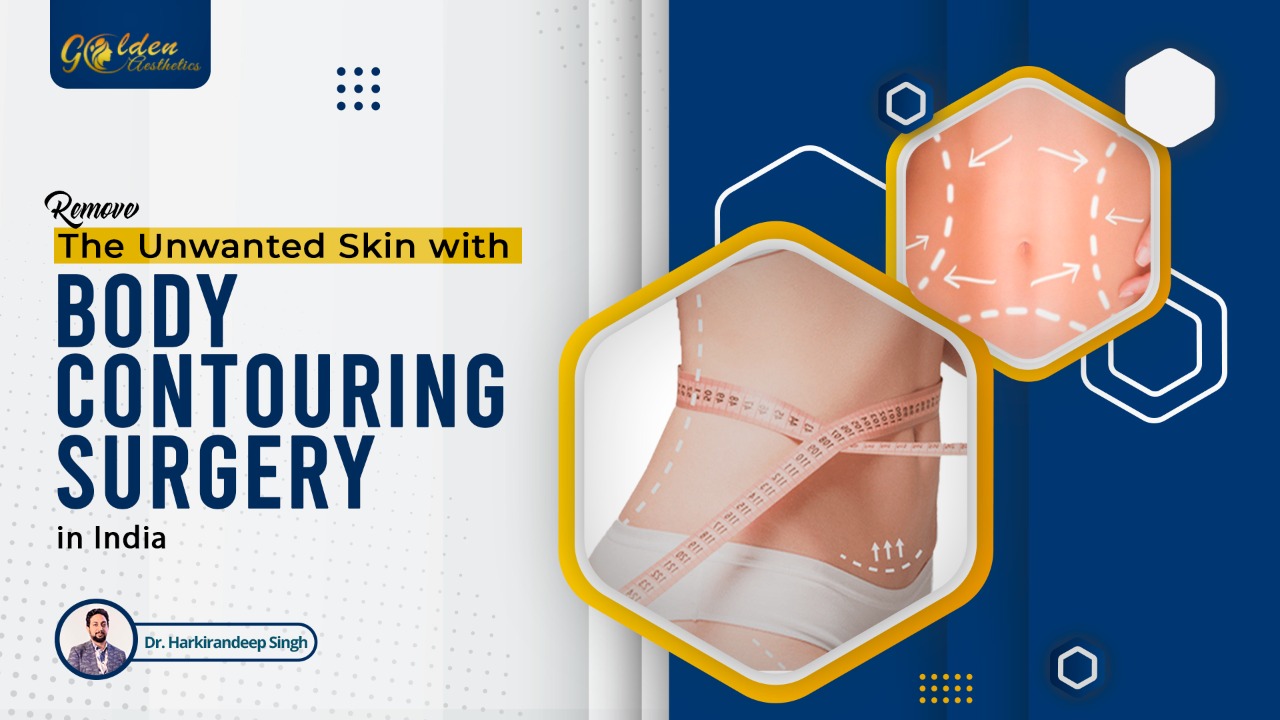 Golden
Aesthetics
Remove
The Unwanted Skin with
BODY
CONTOURING
SURGERY
in India
Dr. Harkirandeep Singh